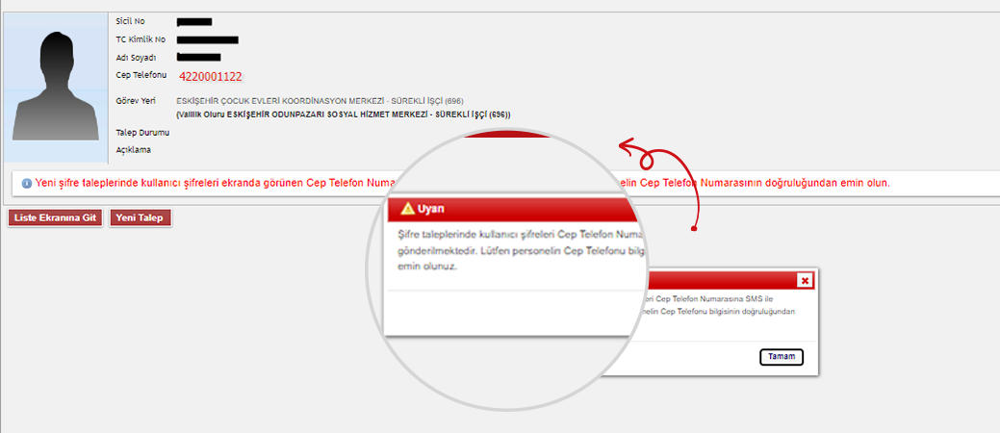 Sicil No
TC Kimlik No
Adı Soyadı
Cep Telefonu 4220001122
Görev Yeri ESKİŞEHİR ÇOCUK EVLERİ KOORDİNASYON MERKEZİ - SÜREKLİ İŞÇİ (696)
(Valilik Oluru ESKİŞEHİR ODUNPAZARI SOSYAL HİZMET MERKEZİ - SÜREKLİ İŞÇİ (696))
Talep Durumu
Açıklama
Yeni şifre taleplerinde kullanıcı şifreleri ekranda görünen Cep Telefon Numa elin Cep Telefon Numarasının doğruluğundan emin olun.
Liste Ekranına Git Yeni Talep
Uyarı
Şifre taleplerinde kullanıcı şifreleri Cep Telefon Numa
gönderilmektedir. Lütfen personelin Cep Telefonu bilg
emin olunuz.
eri Cep Telefon Numarasına SMS ile
nelin Cep Telefonu bilgisinin doğruluğundan
Tamam